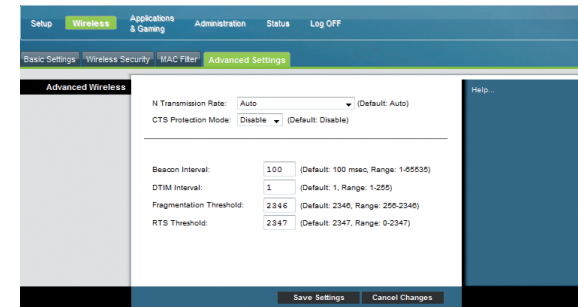 Setup Wireless Applications & Gaming Administration Status Log OFF
Basic Settings Wireless Security MAC Filter Advanced Settings
Advanced Wireless
Help...
N Transmission Rate: Auto (Default: Auto)
CTS Protection Mode: Disable (Default: Disable)
Beacon Interval: 100 (Default: 100 msec, Range: 1-65535)
DTIM Interval: 1 (Default: 1, Range: 1-255)
Fragmentation Threshold: 2346 (Default: 2346, Range: 256-2346)
RTS Threshold: 2347 (Default: 2347, Range: 0-2347)
Save Settings Cancel Changes